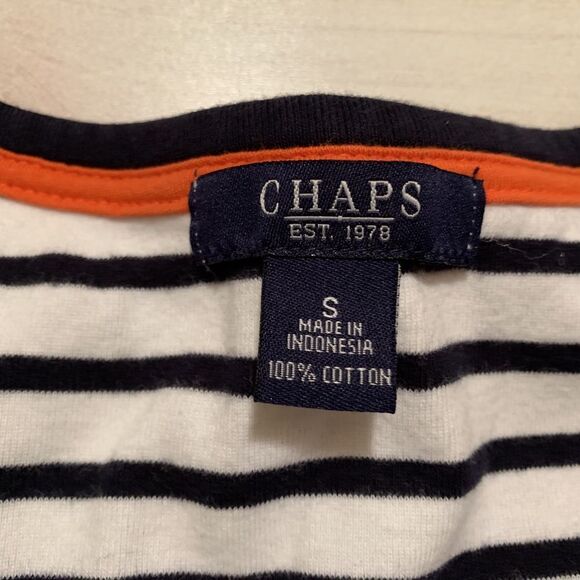 CHAPS
EST. 1978
S
MADE IN
INDONESIA
100% COTTON